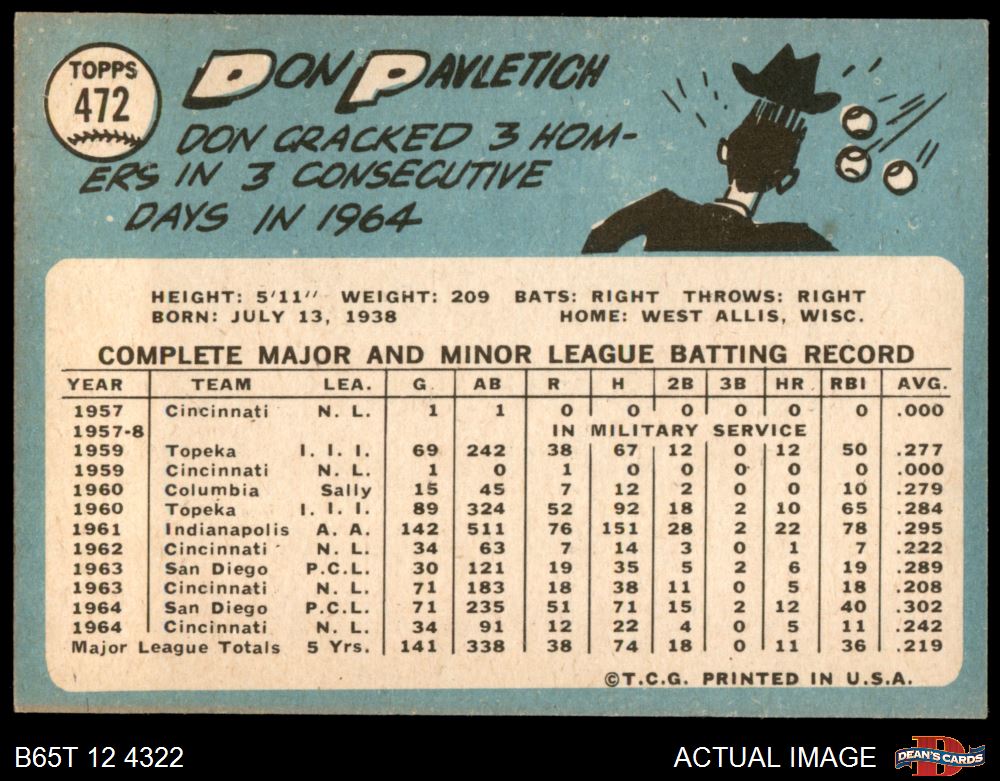 TOPPS
472
DON PAVLETICH
DON CRACKED 3 HOM-
ERS IN 3 CONSECUTIVE
DAYS IN 1964
HEIGHT: 5'11" WEIGHT: 209 BATS: RIGHT THROWS: RIGHT
BORN: JULY 13, 1938 HOME: WEST ALLIS, WISC.
COMPLETE MAJOR AND MINOR LEAGUE BATTING RECORD
YEAR TEAM LEA. G. AB R H 2B 3B HR RBI AVG.
1957 Cincinnati N. L. 1 1 0 0 0 0 0 0 .000
1957-8 IN MILITARY SERVICE
1959 Topeka I. I. I. 69 242 38 67 12 0 12 50 .277
1959 Cincinnati N. L. 1 0 1 0 0 0 0 0 .000
1960 Columbia Sally 15 45 7 12 2 0 0 10 .279
1960 Topeka I. I. I. 89 324 52 92 18 2 10 65 .284
1961 Indianapolis A. A. 142 511 76 151 28 2 22 78 .295
1962 Cincinnati N. L. 34 63 7 14 3 0 1 7 .222
1963 San Diego P.C.L. 30 121 19 35 5 2 6 19 .289
1963 Cincinnati N. L. 71 183 18 38 11 0 5 18 .208
1964 San Diego P.C.L. 71 235 51 71 15 2 12 40 .302
1964 Cincinnati N. L. 34 91 12 22 4 0 5 11 .242
Major League Totals 5 Yrs. 141 338 38 74 18 0 11 36 .219
©T.C.G. PRINTED IN U.S.A.
B65T 12 4322 ACTUAL IMAGE DEAN'S CARDS